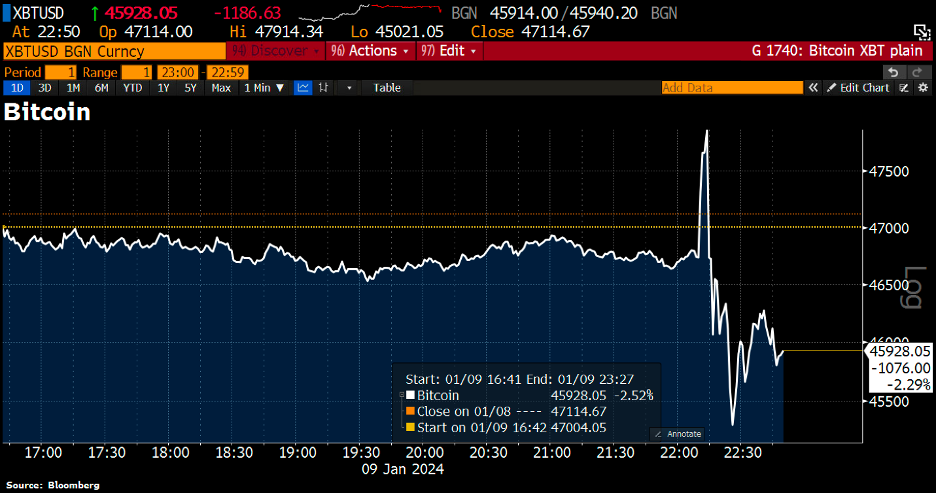 XBTUSD ↑ 45928.05 -1186.63 BGN 45914.00/45940.20 BGN
At 22:50 Op 47114.00 Hi 47914.34 Lo 45021.05 Close 47114.67
XBTUSD BGN Curncy 94) Discover 96) Actions 97) Edit G 1740: Bitcoin XBT plain
Period 1 Range 1 23:00 - 22:59
1D 3D 1M 6M YTD 1Y 5Y Max 1 Min ▼ Table Add Data « Edit Chart
Bitcoin
47500
47000
46500
46000
45500
Log
45928.05
-1076.00
-2.29%
Start: 01/09 16:41 End: 01/09 23:27
Bitcoin 45928.05 -2.52%
Close on 01/08 ---- 47114.67
Start on 01/09 16:42 47004.05
Annotate
17:00 17:30 18:00 18:30 19:00 19:30 20:00 20:30 21:00 21:30 22:00 22:30
09 Jan 2024
Source: Bloomberg